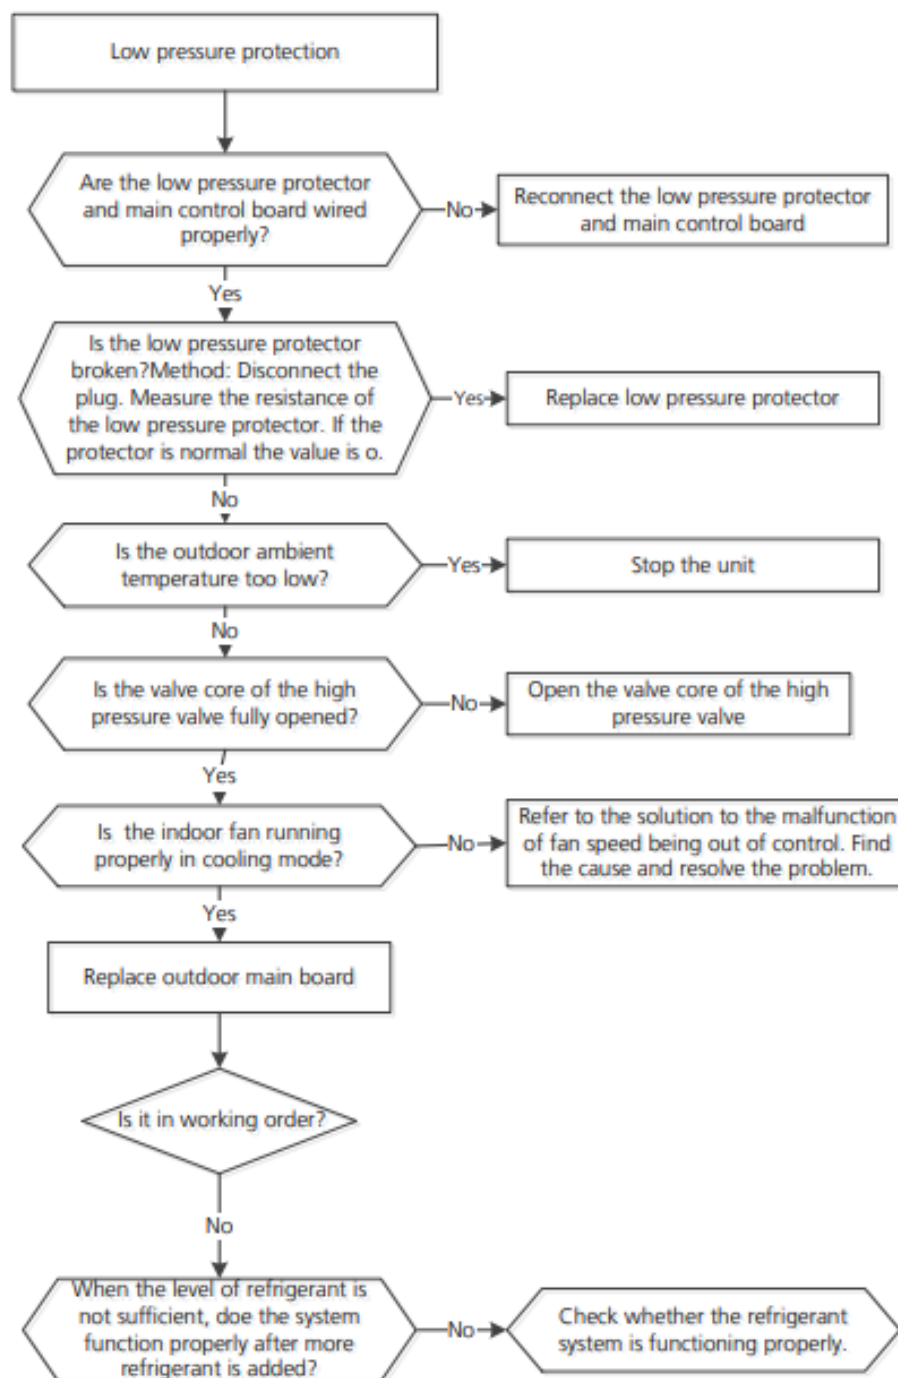 Low pressure protection
Are the low pressure protector
and main control board wired
properly?
No
Reconnect the low pressure protector
and main control board
Yes
Is the low pressure protector
broken?Method: Disconnect the
plug. Measure the resistance of
the low pressure protector. If the
protector is normal the value is o.
Yes
Replace low pressure protector
No
Is the outdoor ambient
temperature too low?
Yes
Stop the unit
No
Is the valve core of the high
pressure valve fully opened?
No
Open the valve core of the high
pressure valve
Yes
Is the indoor fan running
properly in cooling mode?
No
Refer to the solution to the malfunction
of fan speed being out of control. Find
the cause and resolve the problem.
Yes
Replace outdoor main board
Is it in working order?
No
When the level of refrigerant is
not sufficient, doe the system
function properly after more
refrigerant is added?
No
Check whether the refrigerant
system is functioning properly.